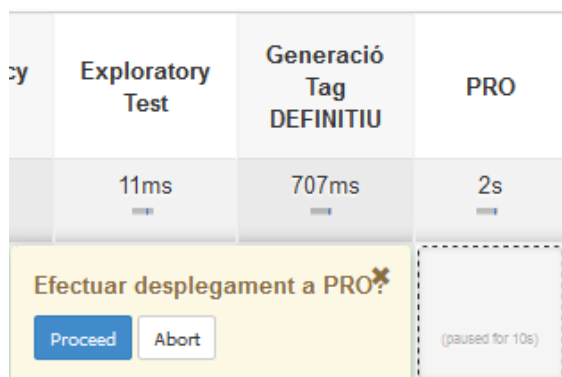 cy
Exploratory
Test
Generació
Tag
DEFINITIU
PRO
11ms
707ms
2s
Efectuar desplegament a PRO?
Proceed
Abort
(paused for 10s)